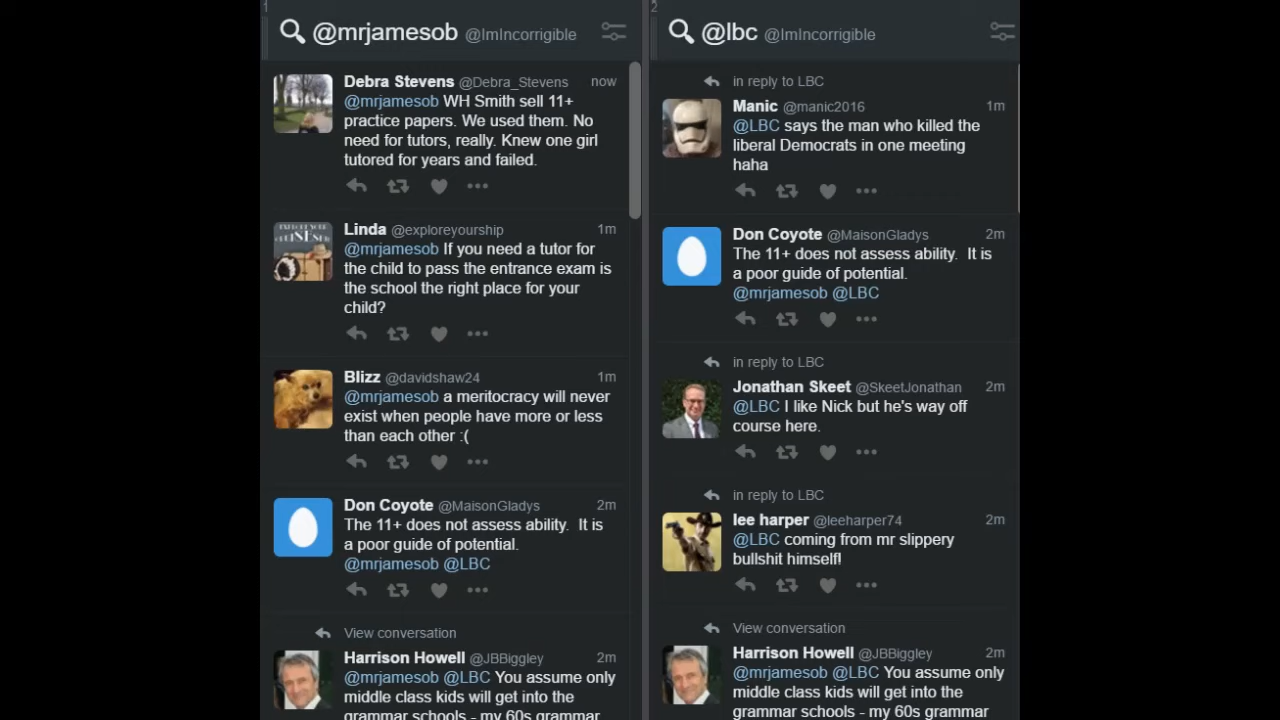 1
@mrjamesob @ImIncorrigible
Debra Stevens @Debra_Stevens now
@mrjamesob WH Smith sell 11+
practice papers. We used them. No
need for tutors, really. Knew one girl
tutored for years and failed.
Linda @exploreyourship 1m
@mrjamesob If you need a tutor for
the child to pass the entrance exam is
the school the right place for your
child?
Blizz @davidshaw24 1m
@mrjamesob a meritocracy will never
exist when people have more or less
than each other :(
Don Coyote @MaisonGladys 2m
The 11+ does not assess ability. It is
a poor guide of potential.
@mrjamesob @LBC
View conversation
Harrison Howell @JBBiggley 2m
@mrjamesob @LBC You assume only
middle class kids will get into the
grammar schools - my 60s grammar
2
@lbc @ImIncorrigible
in reply to LBC
Manic @manic2016 1m
@LBC says the man who killed the
liberal Democrats in one meeting
haha
Don Coyote @MaisonGladys 2m
The 11+ does not assess ability. It is
a poor guide of potential.
@mrjamesob @LBC
in reply to LBC
Jonathan Skeet @SkeetJonathan 2m
@LBC I like Nick but he's way off
course here.
in reply to LBC
lee harper @leeharper74 2m
@LBC coming from mr slippery
bullshit himself!
View conversation
Harrison Howell @JBBiggley 2m
@mrjamesob @LBC You assume only
middle class kids will get into the
grammar schools - my 60s grammar